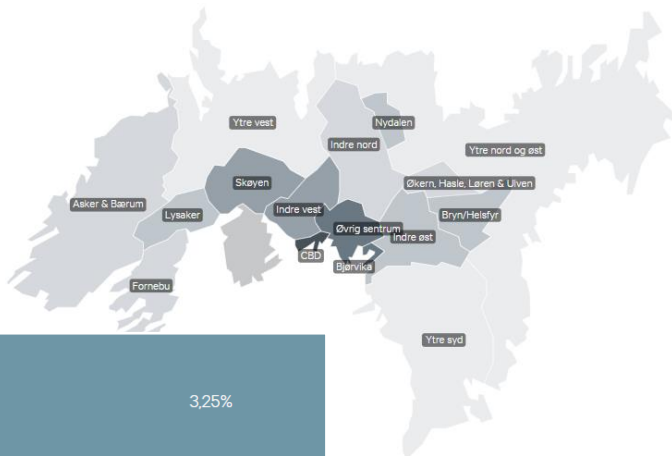 Nydalen
Ytre vest
Indre nord
Ytre nord og øst
Skøyen
Økern, Hasle, Løren & Ulven
Asker & Bærum
Lysaker
Indre vest
Bryn/Helsfyr
Øvrig sentrum
Indre øst
CBD
Bjørvika
Fornebu
Ytre syd
3,25%